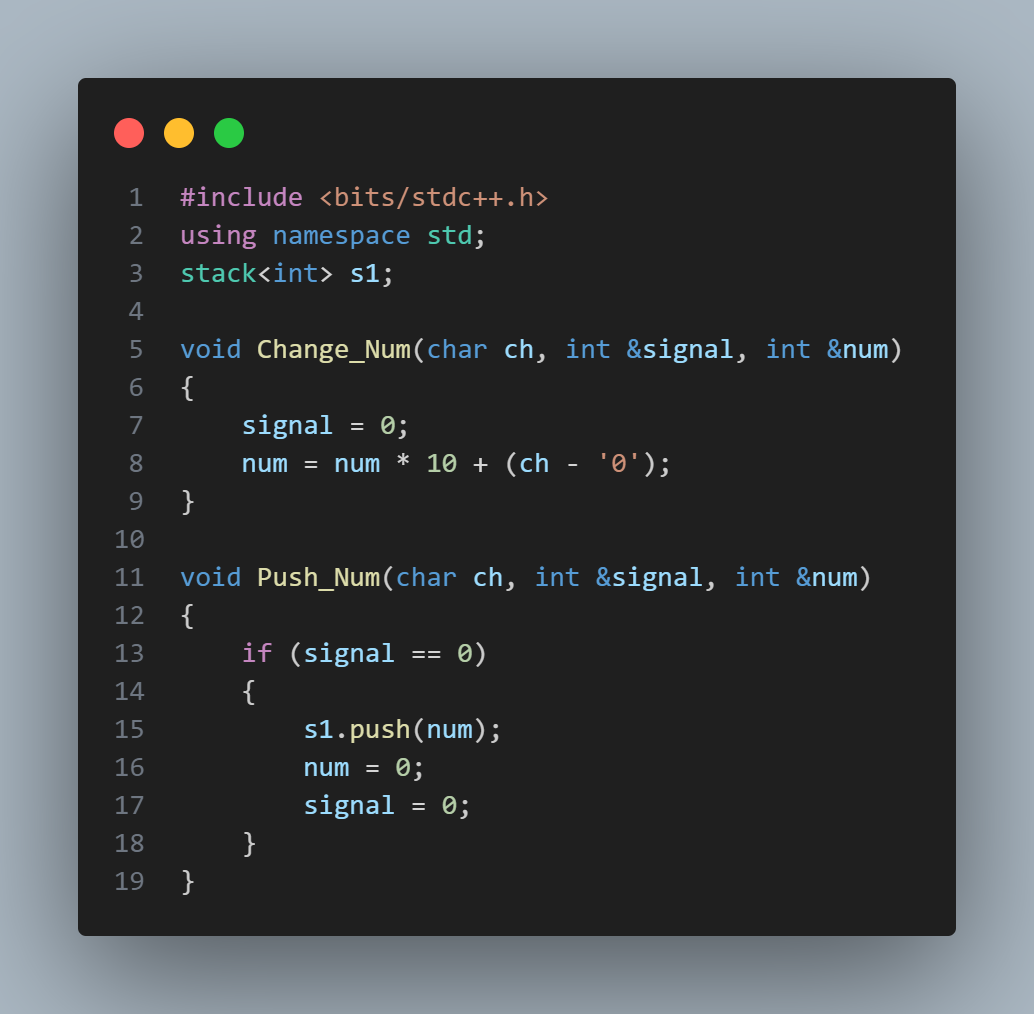 1 #include <bits/stdc++.h>
2 using namespace std;
3 stack<int> s1;
4
5 void Change_Num(char ch, int &signal, int &num)
6 {
7     signal = 0;
8     num = num * 10 + (ch - '0');
9 }
10
11 void Push_Num(char ch, int &signal, int &num)
12 {
13     if (signal == 0)
14     {
15         s1.push(num);
16         num = 0;
17         signal = 0;
18     }
19 }